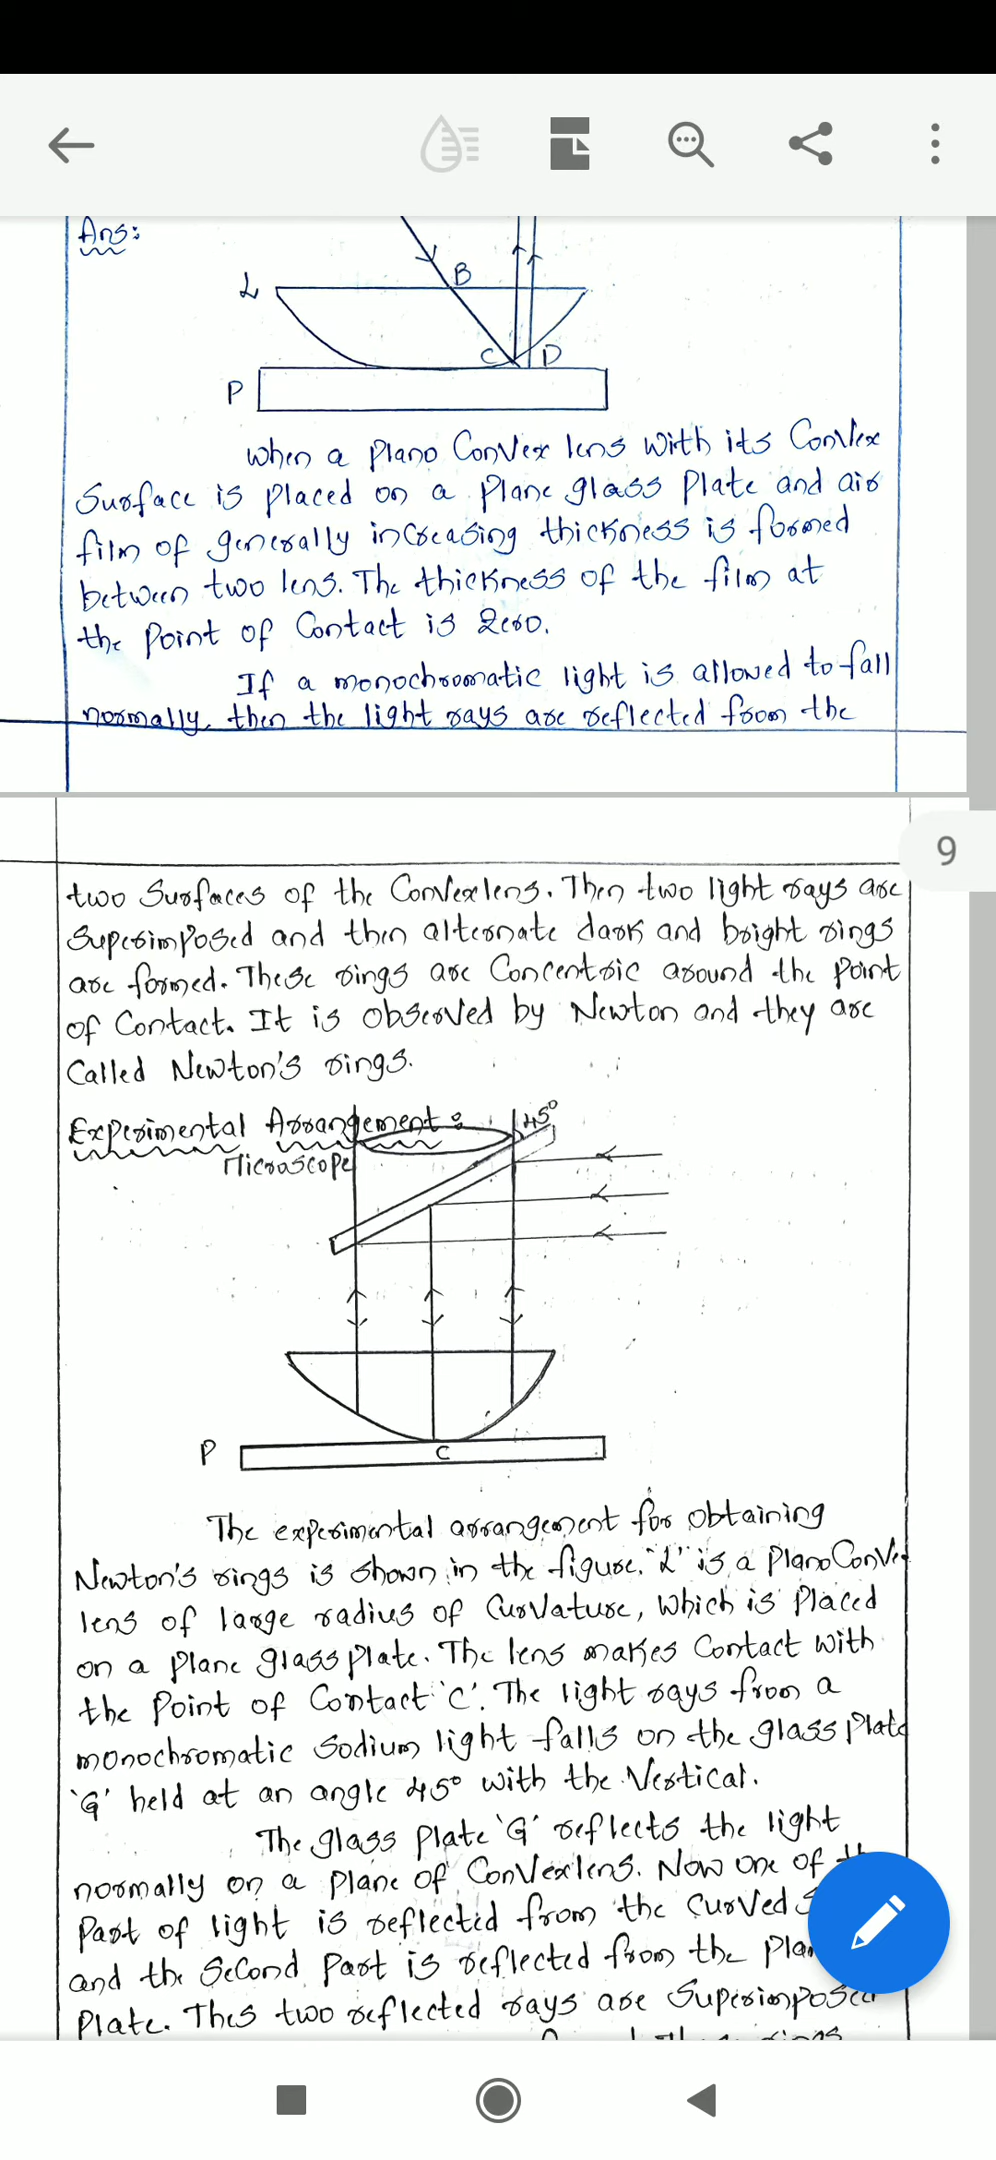 Ans:
B
L
C D
P
when a plano Convex lens with its Convex
Surface is placed on a plane glass plate and air
film of generally increasing thickness is formed
between two lens. The thickness of the film at
the point of Contact is zero.
If a monochromatic light is allowed to fall
normally, then the light rays are reflected from the
9
two Surfaces of the Convexlens. Then two light rays are
Superimposed and then alternate dark and bright rings
are formed. These rings are Concentric around the point
of Contact. It is observed by Newton and they are
Called Newton's rings.
Experimental Arrangement:
45°
Microscope
P
C
The experimental arrangement for obtaining
Newton's rings is shown in the figure. "L" is a plano Conve
lens of large radius of Curvature, which is placed
on a plane glass plate. The lens makes Contact with
the point of Contact 'C'. The light rays from a
monochromatic Sodium light falls on the glass plate
'G' held at an angle 45° with the Vertical.
The glass plate 'G' reflects the light
normally on a plane of Convexlens. Now one of
Part of light is reflected from the Curved
and the Second part is reflected from the
Plate. Thes two reflected rays are Superimposed
rings